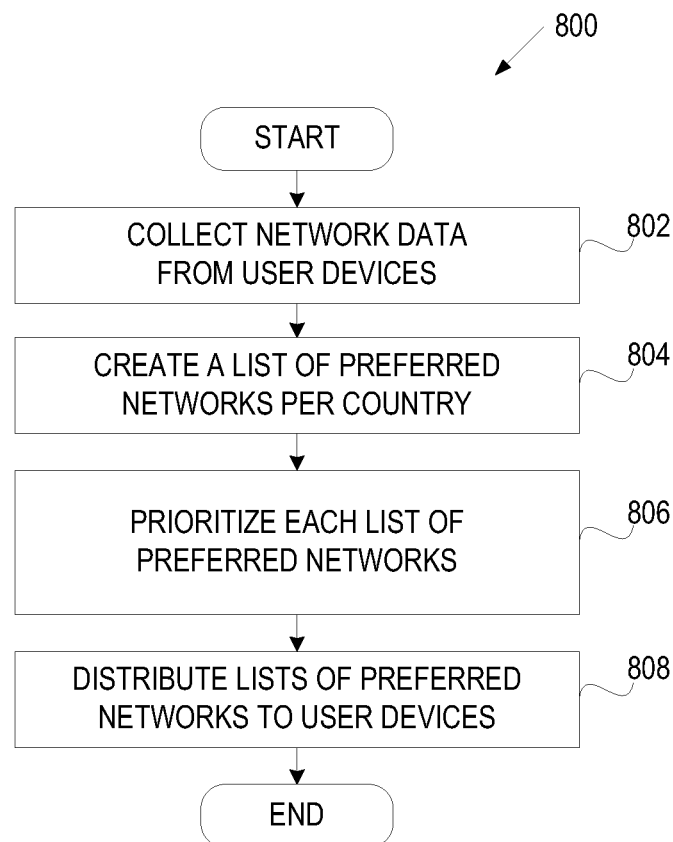 800
START
COLLECT NETWORK DATA
FROM USER DEVICES
802
CREATE A LIST OF PREFERRED
NETWORKS PER COUNTRY
804
PRIORITIZE EACH LIST OF
PREFERRED NETWORKS
806
DISTRIBUTE LISTS OF PREFERRED
NETWORKS TO USER DEVICES
808
END